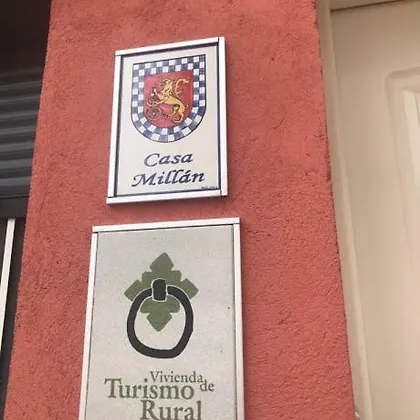 Casa
Millán
Vivienda de
Turismo
Rural